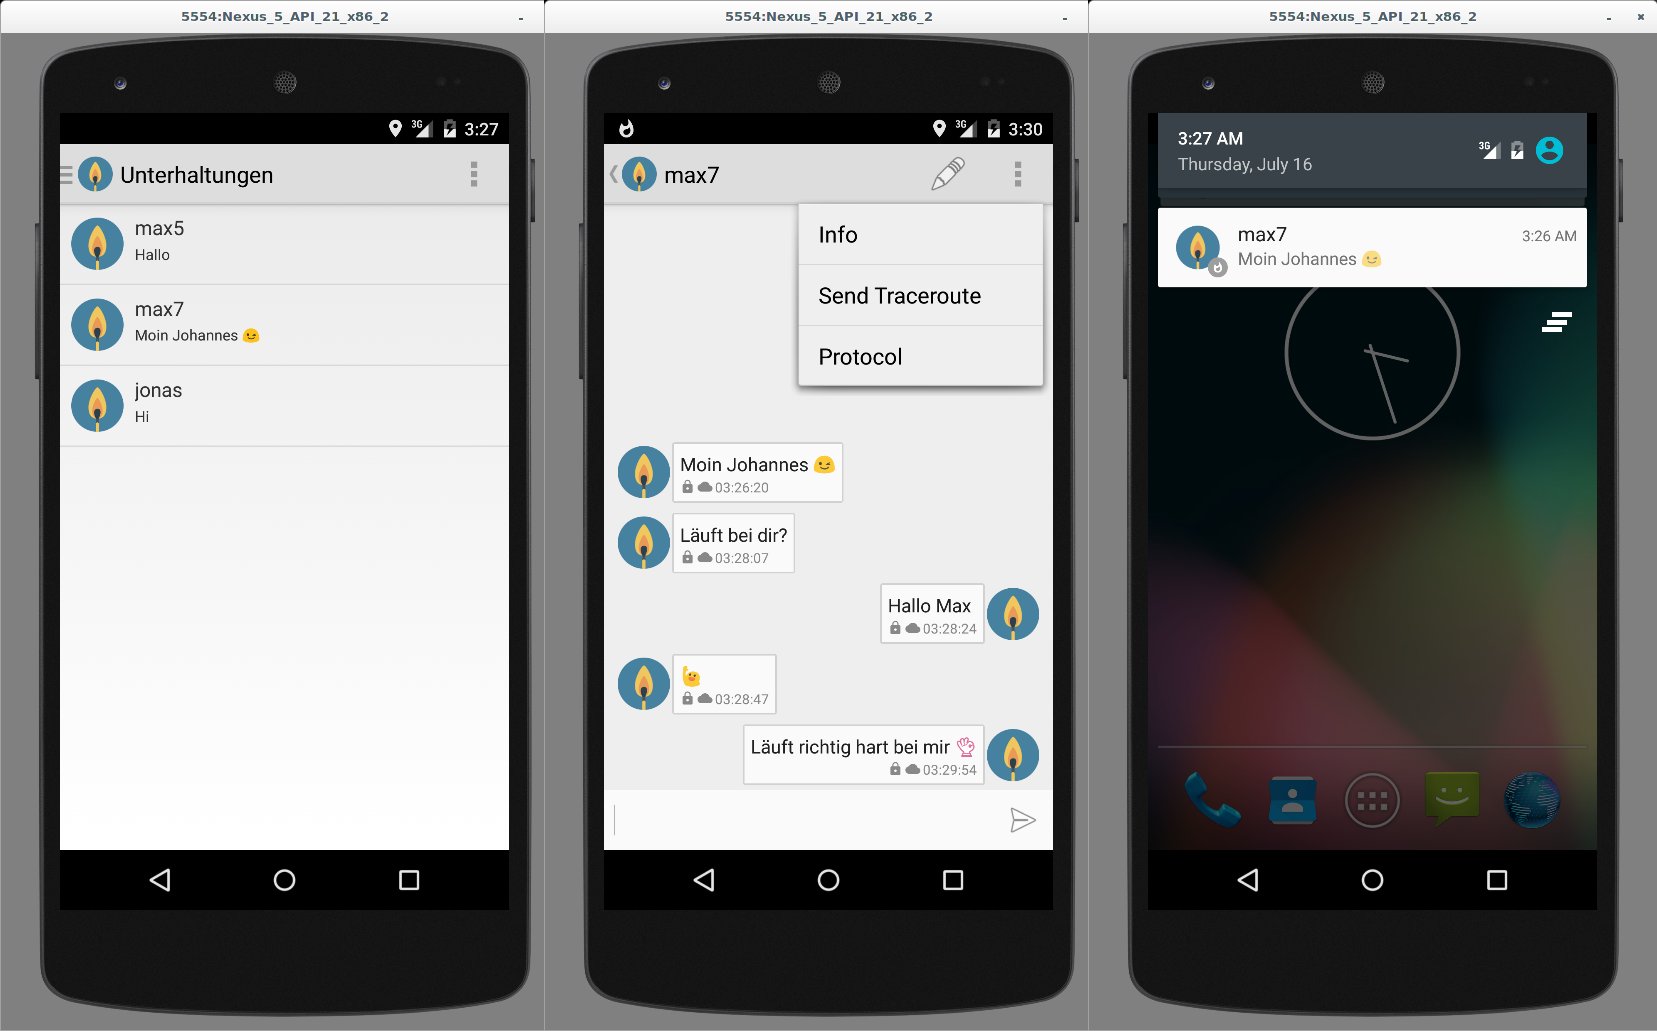 5554:Nexus_5_API_21_x86_2
3G
3:27
Unterhaltungen
max5
Hallo
max7
Moin Johannes 😉
jonas
Hi
5554:Nexus_5_API_21_x86_2
3G
3:30
max7
Info
Send Traceroute
Protocol
Moin Johannes 😉
03:26:20
Läuft bei dir?
03:28:07
Hallo Max
03:28:24
03:28:47
Läuft richtig hart bei mir
03:29:54
5554:Nexus_5_API_21_x86_2
3:27 AM
3G
Thursday, July 16
max7
3:26 AM
Moin Johannes 😉